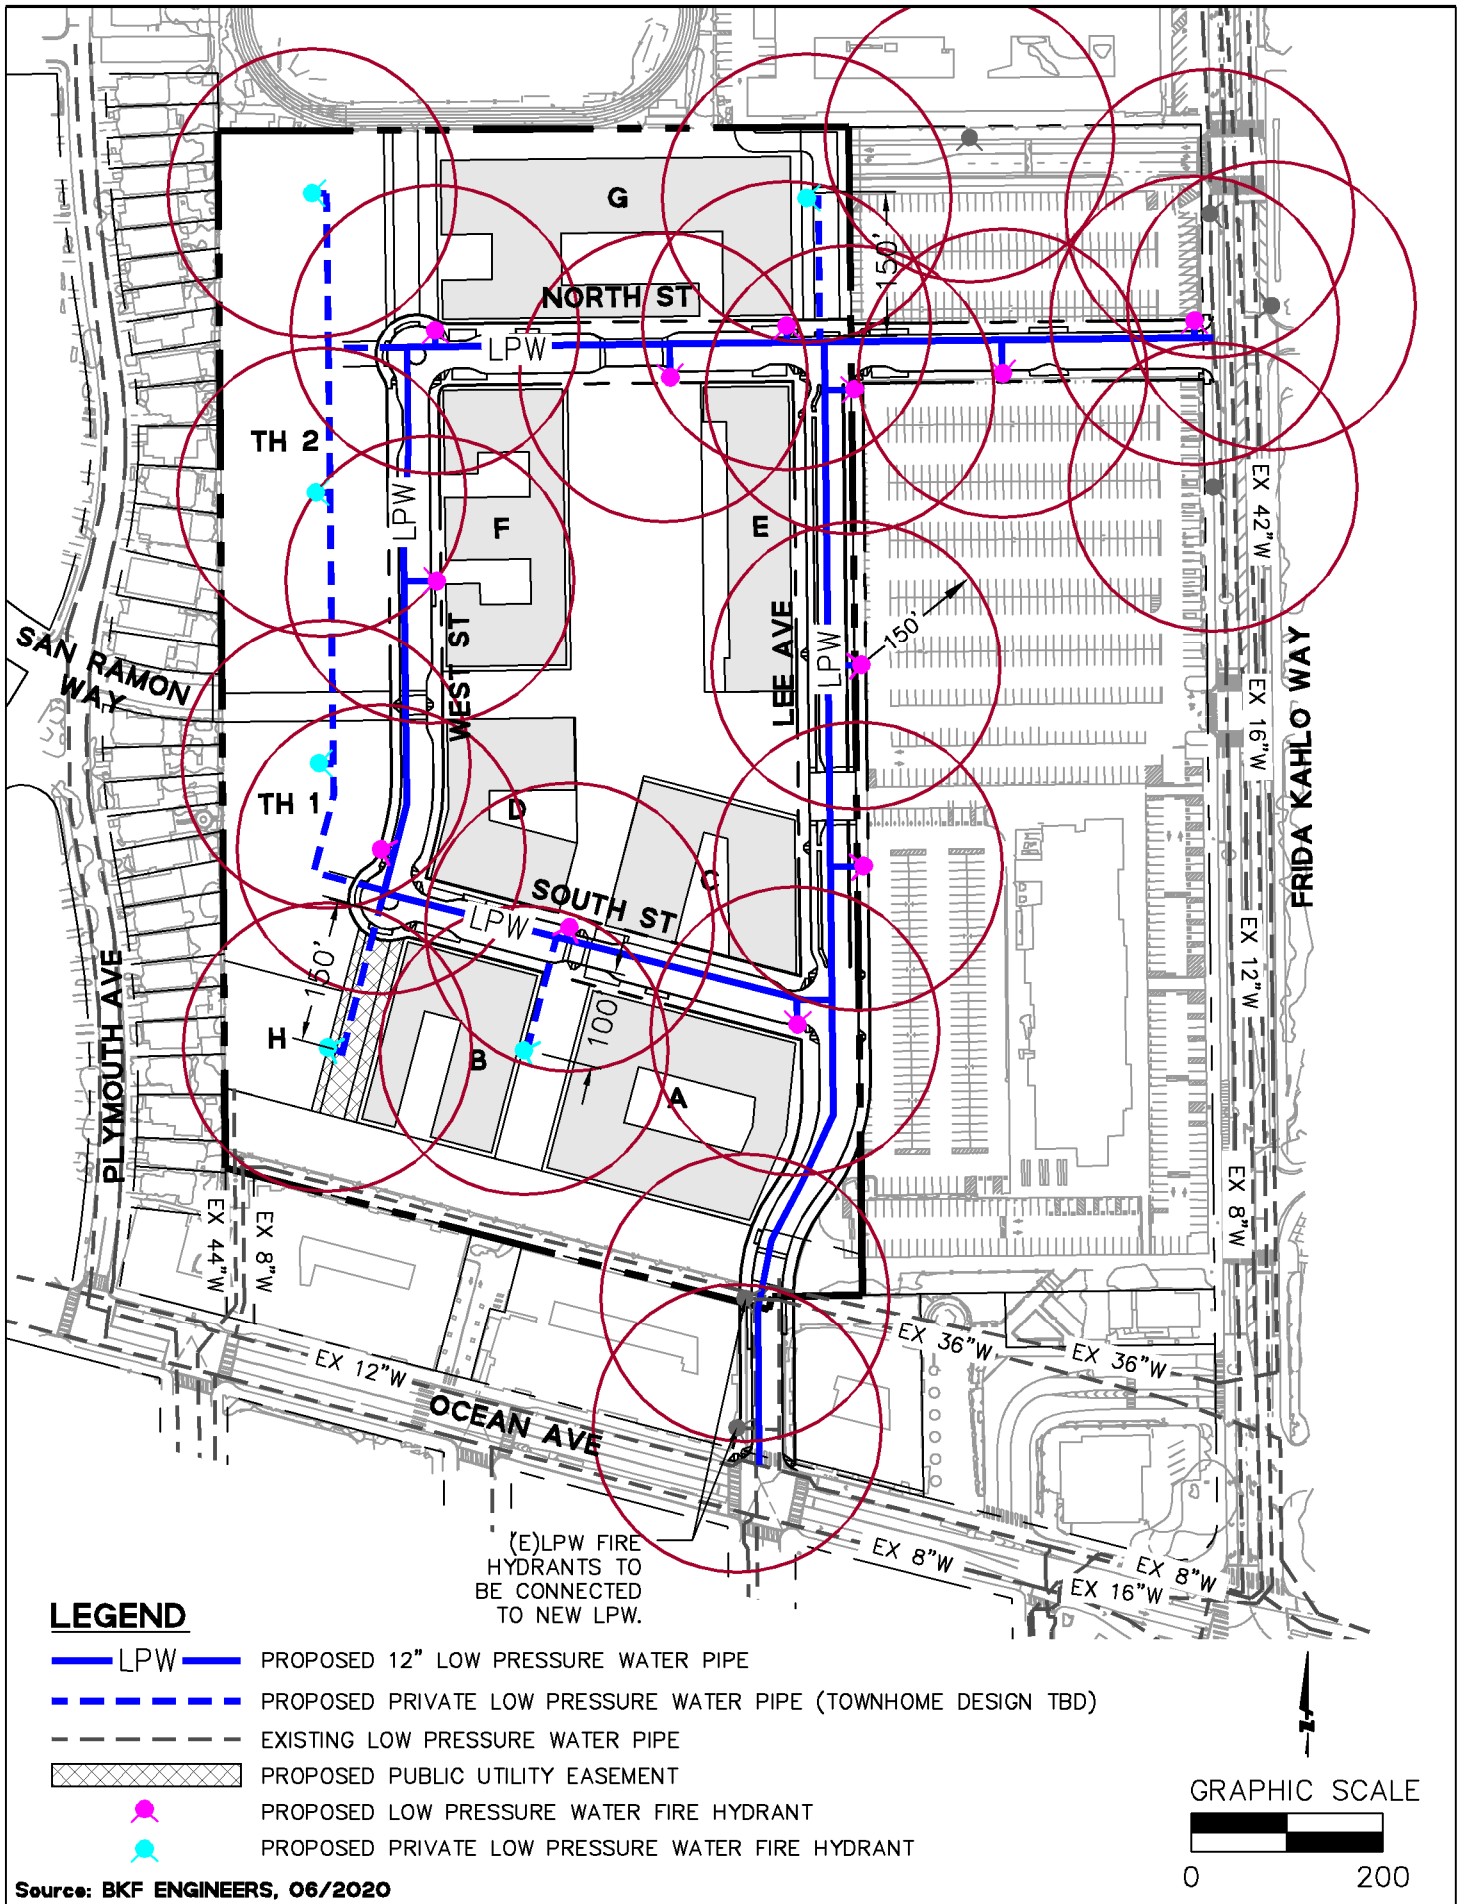 G
150'
NORTH ST
LPW
TH 2
LPW
F
E
EX 42"W
SAN RAMON
WAY
WEST ST
LEE AVE
LPW
150'
EX 16"W
FRIDA KAHLO WAY
TH 1
D
C
SOUTH ST
LPW
EX 12"W
150'
100'
PLYMOUTH AVE
H
B
A
EX 44"W
EX 8"W
EX 8"W
EX 36"W
EX 36"W
EX 12"W
OCEAN AVE
(E)LPW FIRE
HYDRANTS TO
BE CONNECTED
TO NEW LPW.
EX 8"W
EX 8"W
EX 16"W
LEGEND
LPW PROPOSED 12" LOW PRESSURE WATER PIPE
PROPOSED PRIVATE LOW PRESSURE WATER PIPE (TOWNHOME DESIGN TBD)
EXISTING LOW PRESSURE WATER PIPE
PROPOSED PUBLIC UTILITY EASEMENT
PROPOSED LOW PRESSURE WATER FIRE HYDRANT
PROPOSED PRIVATE LOW PRESSURE WATER FIRE HYDRANT
Z
GRAPHIC SCALE
0 200
Source: BKF ENGINEERS, 06/2020